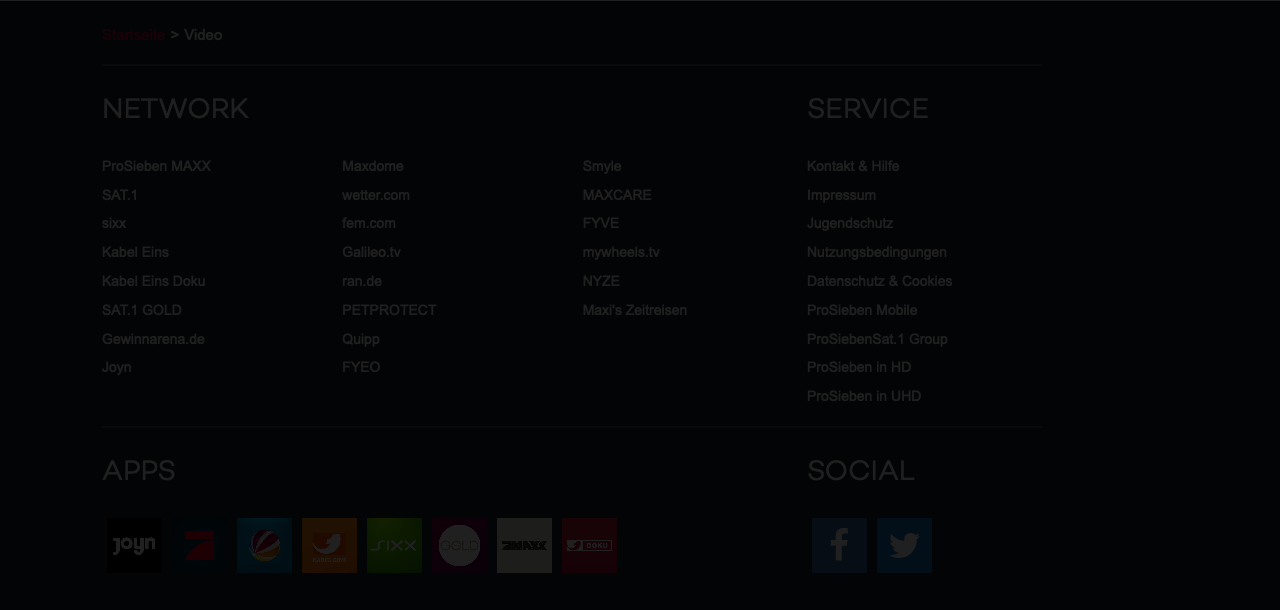 Startseite > Video
NETWORK
ProSieben MAXX
SAT.1
sixx
Kabel Eins
Kabel Eins Doku
SAT.1 GOLD
Gewinnarena.de
Joyn
Maxdome
wetter.com
fem.com
Galileo.tv
ran.de
PETPROTECT
Quipp
FYEO
Smyle
MAXCARE
FYVE
mywheels.tv
NYZE
Maxi's Zeitreisen
SERVICE
Kontakt & Hilfe
Impressum
Jugendschutz
Nutzungsbedingungen
Datenschutz & Cookies
ProSieben Mobile
ProSiebenSat.1 Group
ProSieben in HD
ProSieben in UHD
APPS
joyn
SIXX
GOLD
MAXX
DOKU
SOCIAL